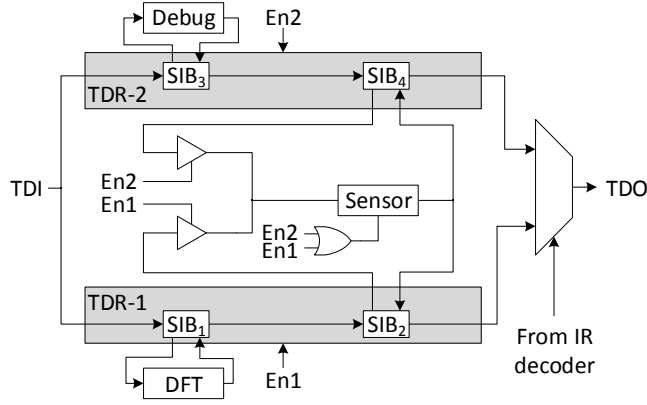 Debug
En2
SIB₃
SIB₄
TDR-2
En2
TDI
TDO
En1
Sensor
En2
En1
TDR-1
SIB₁
SIB₂
From IR
decoder
DFT
En1